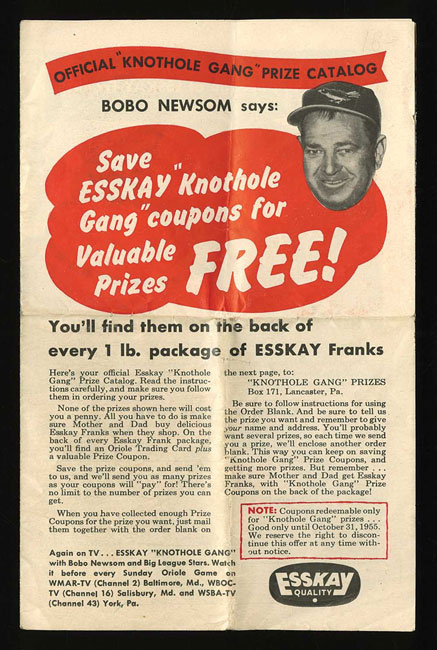 OFFICIAL "KNOTHOLE GANG" PRIZE CATALOG
BOBO NEWSOM says:
Save
ESSKAY "Knothole
Gang" coupons for
Valuable
Prizes FREE!
You'll find them on the back of
every 1 lb. package of ESSKAY Franks
Here's your official Esskay "Knothole
Gang" Prize Catalog. Read the instruc-
tions carefully, and make sure you follow
them in ordering your prizes.
None of the prizes shown here will cost
you a penny. All you have to do is make
sure Mother and Dad buy delicious
Esskay Franks when they shop. On the
back of every Esskay Frank package,
you'll find an Oriole Trading Card plus
a valuable Prize Coupon.
Save the prize coupons, and send 'em
to us, and we'll send you as many prizes
as your coupons will "pay" for! There's
no limit to the number of prizes you can
get.
When you have collected enough Prize
Coupons for the prize you want, just mail
them together with the order blank on
the next page, to:
"KNOTHOLE GANG" PRIZES
Box 171, Lancaster, Pa.
Be sure to follow instructions for using
the Order Blank. And be sure to tell us
the prize you want and remember to give
your name and address. You'll probably
want several prizes, so each time we send
you a prize, we'll enclose another order
blank. This way you can keep on saving
"Knothole Gang" Prize Coupons, and
getting more prizes. But remember . . .
make sure Mother and Dad get Esskay
Franks, with "Knothole Gang" Prize
Coupons on the back of the package!
NOTE: Coupons redeemable only
for "Knothole Gang" prizes . . .
Good only until October 31, 1955.
We reserve the right to discon-
tinue this offer at any time with-
out notice.
Again on TV . . . ESSKAY "KNOTHOLE GANG"
with Bobo Newsom and Big League Stars. Watch
it before every Sunday Oriole Game on
WMAR-TV (Channel 2) Baltimore, Md., WBOC-
TV (Channel 16) Salisbury, Md. and WSBA-TV
(Channel 43) York, Pa.
ESSKAY
QUALITY